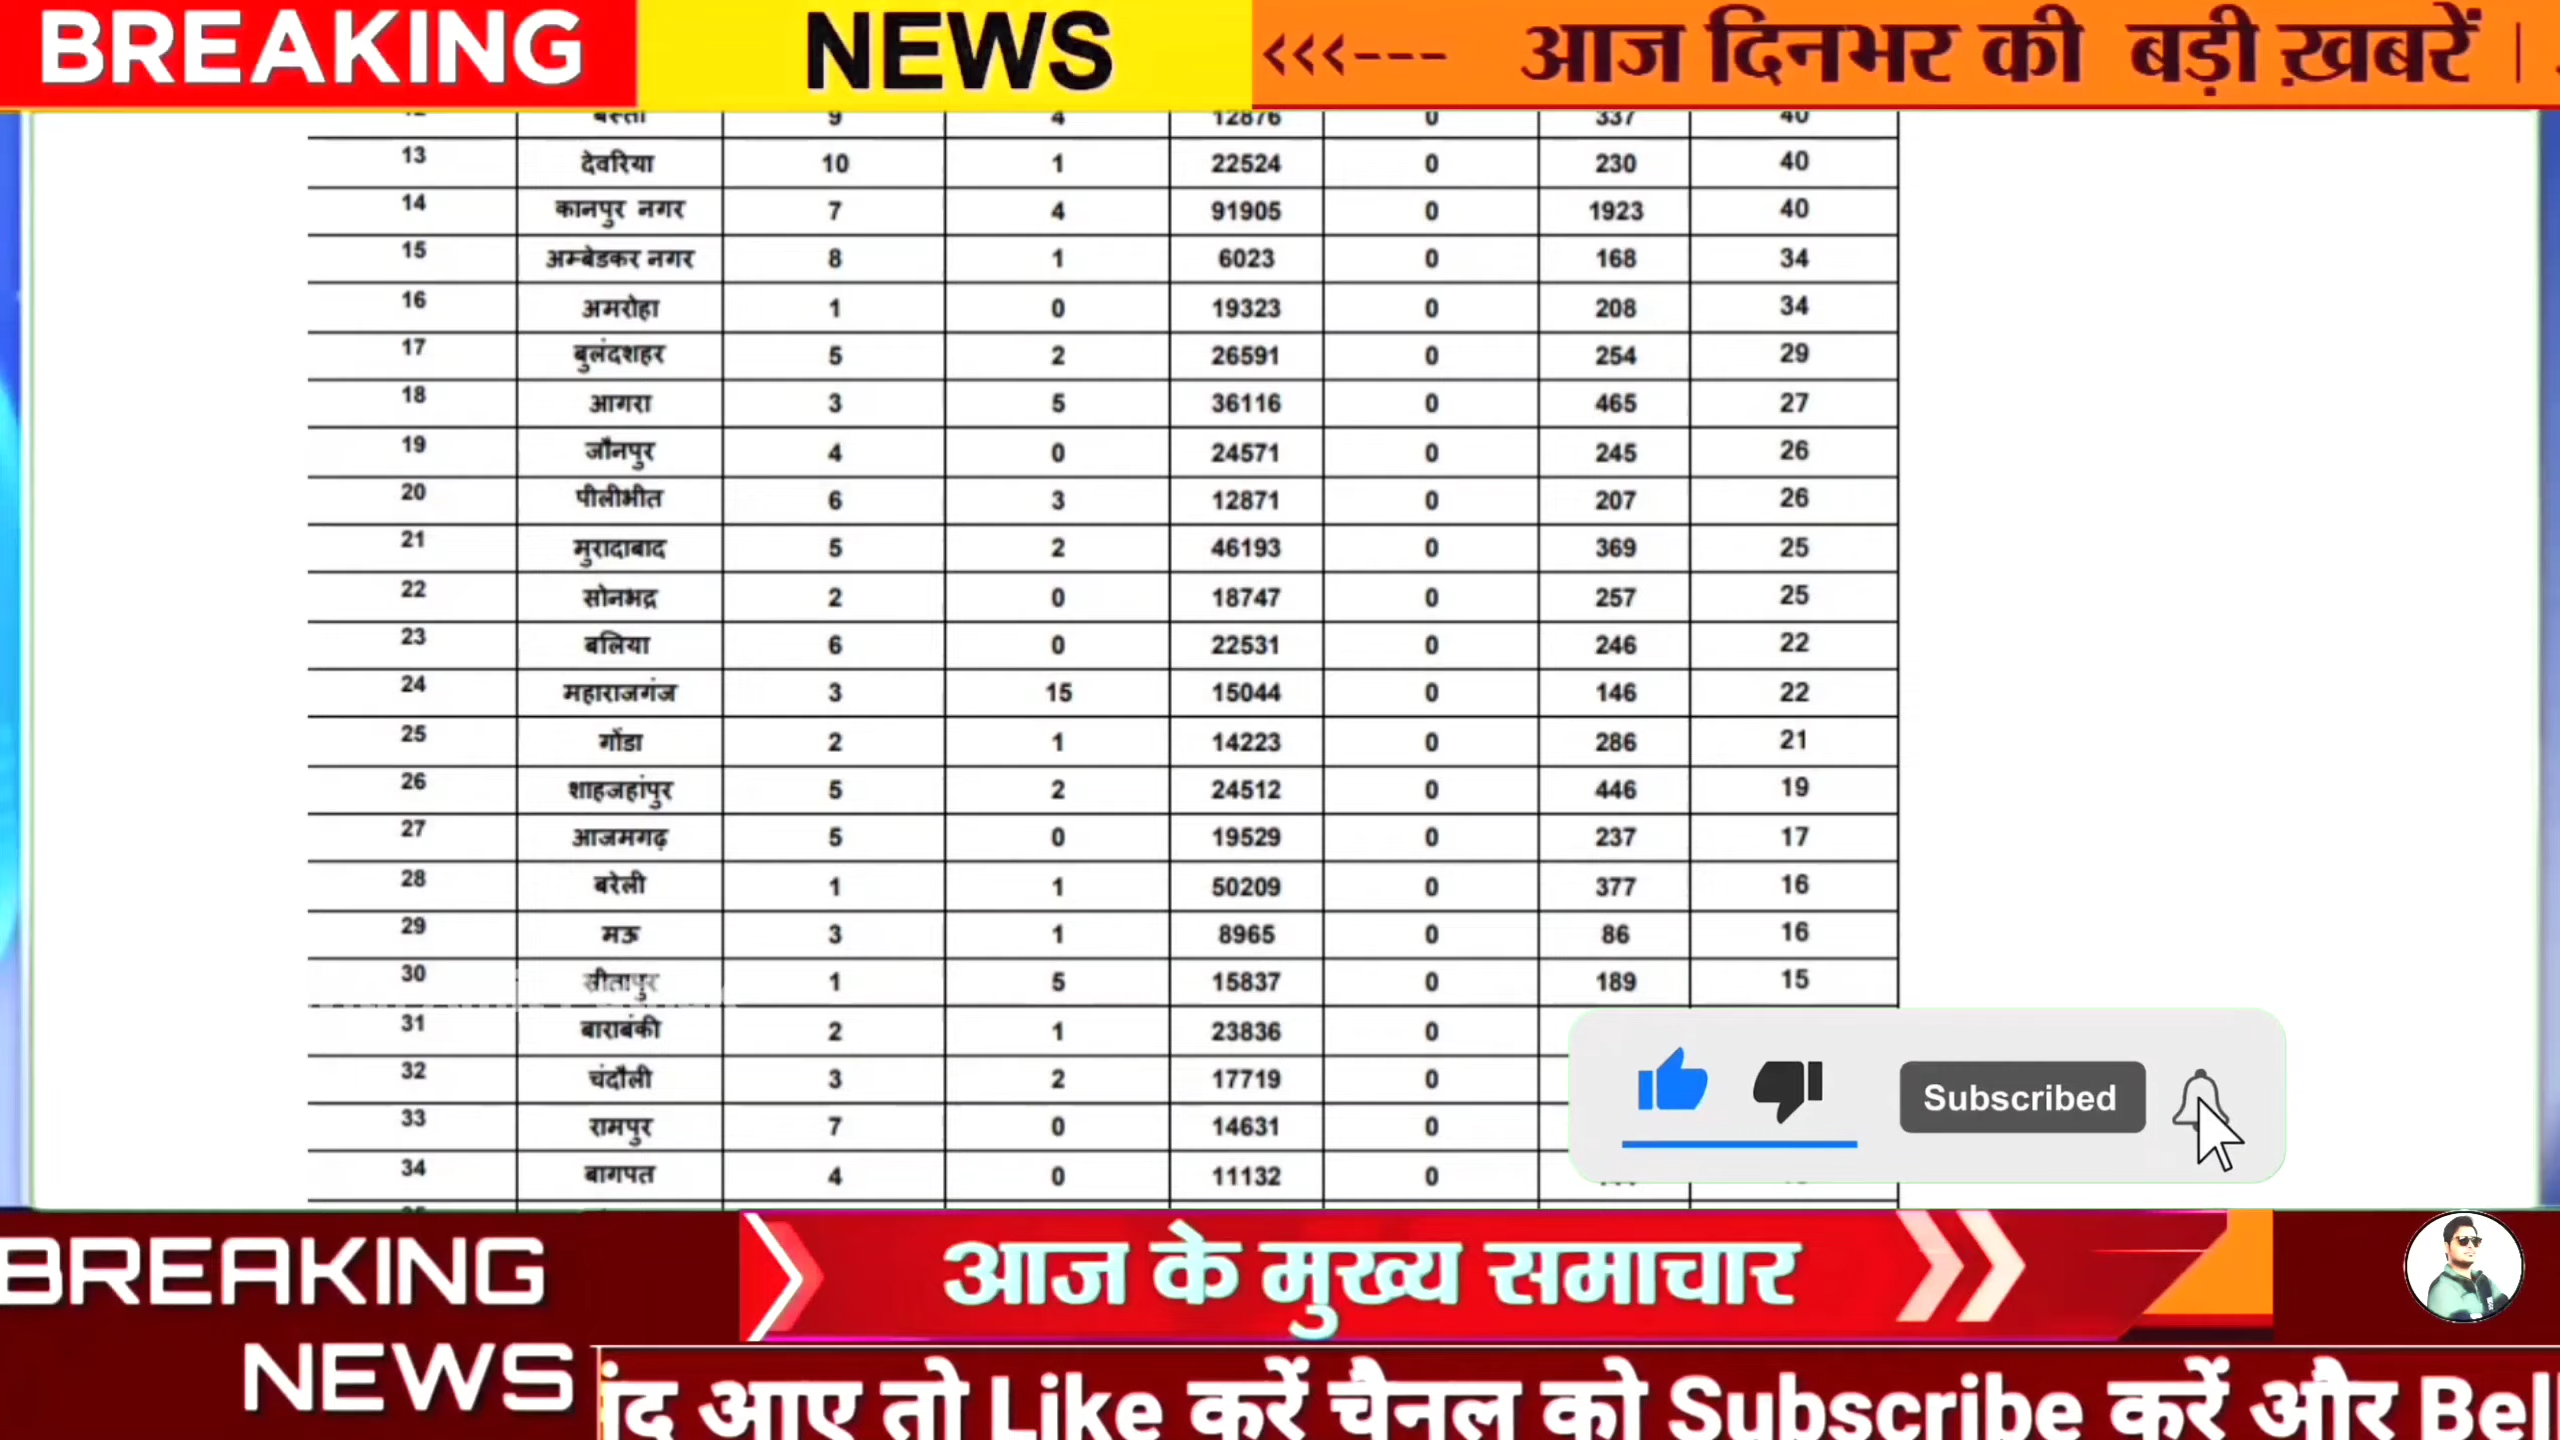 BREAKING NEWS <<<--- आज दिनभर की बड़ी ख़बरें |
12 बस्ती 9 4 12876 0 337 40
13 देवरिया 10 1 22524 0 230 40
14 कानपुर नगर 7 4 91905 0 1923 40
15 अम्बेडकर नगर 8 1 6023 0 168 34
16 अमरोहा 1 0 19323 0 208 34
17 बुलंदशहर 5 2 26591 0 254 29
18 आगरा 3 5 36116 0 465 27
19 जौनपुर 4 0 24571 0 245 26
20 पीलीभीत 6 3 12871 0 207 26
21 मुरादाबाद 5 2 46193 0 369 25
22 सोनभद्र 2 0 18747 0 257 25
23 बलिया 6 0 22531 0 246 22
24 महाराजगंज 3 15 15044 0 146 22
25 गोंडा 2 1 14223 0 286 21
26 शाहजहांपुर 5 2 24512 0 446 19
27 आजमगढ़ 5 0 19529 0 237 17
28 बरेली 1 1 50209 0 377 16
29 मऊ 3 1 8965 0 86 16
30 सीतापुर 1 5 15837 0 189 15
31 बाराबंकी 2 1 23836 0
32 चंदौली 3 2 17719 0
33 रामपुर 7 0 14631 0
34 बागपत 4 0 11132 0
Subscribed
BREAKING NEWS
आज के मुख्य समाचार
आए तो Like करें चैनल को Subscribe करें और Bell